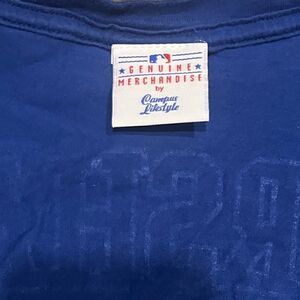 GENUINE
MERCHANDISE
by
Campus
Lifestyle